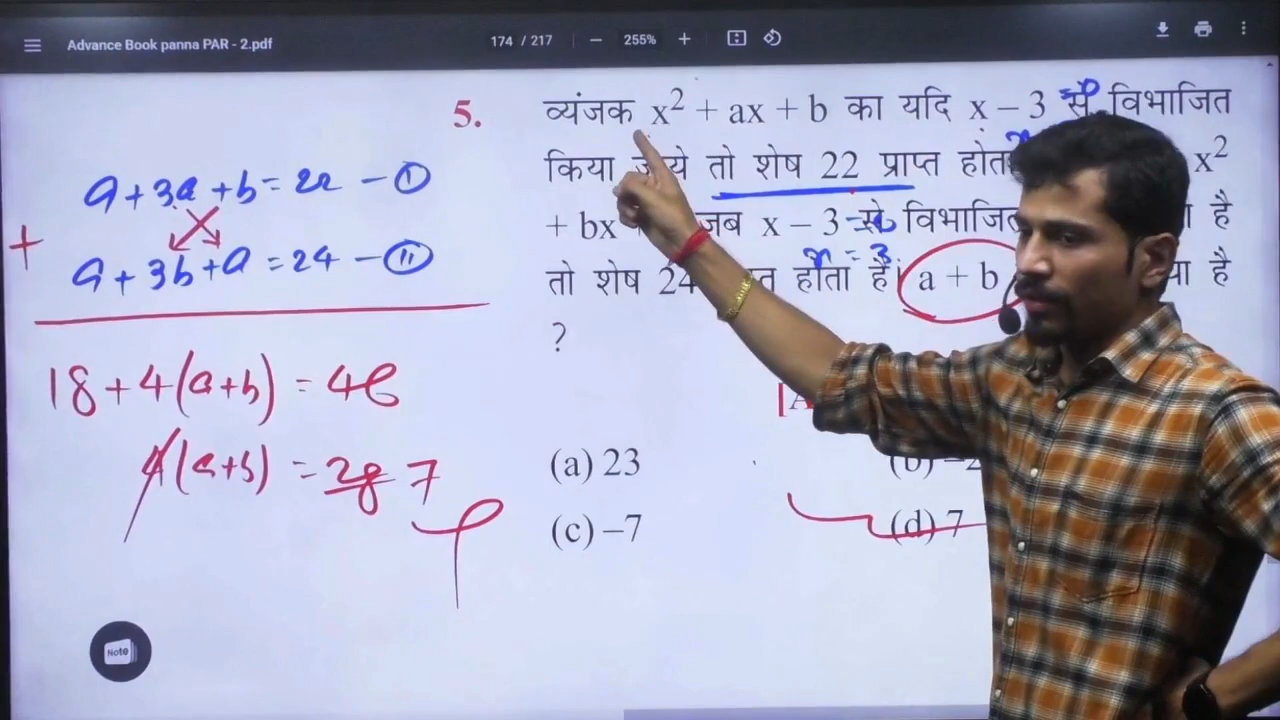 Advance Book panna PAR - 2.pdf
174 / 217
255%
5. व्यंजक x² + ax + b का यदि x – 3 से विभाजित
किया जाये तो शेष 22 प्राप्त x²
+ bx जब x – 3 से है
तो शेष 24 होता है। a + b है
?
(a) 23
(b)
(c) –7
(d) 7
9 + 3a + b = 22 – ①
+
9 + 3b + a = 24 – ②
18 + 4(a+b) = 46
4(a+b) = 28 7
x = 3
Note